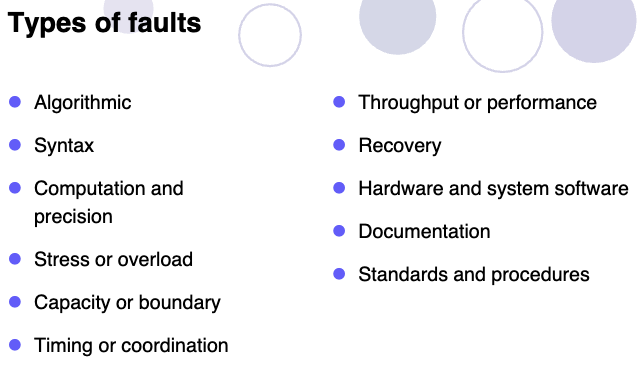 Types of faults
Algorithmic
Syntax
Computation and
precision
Stress or overload
Capacity or boundary
Timing or coordination
Throughput or performance
Recovery
Hardware and system software
Documentation
Standards and procedures